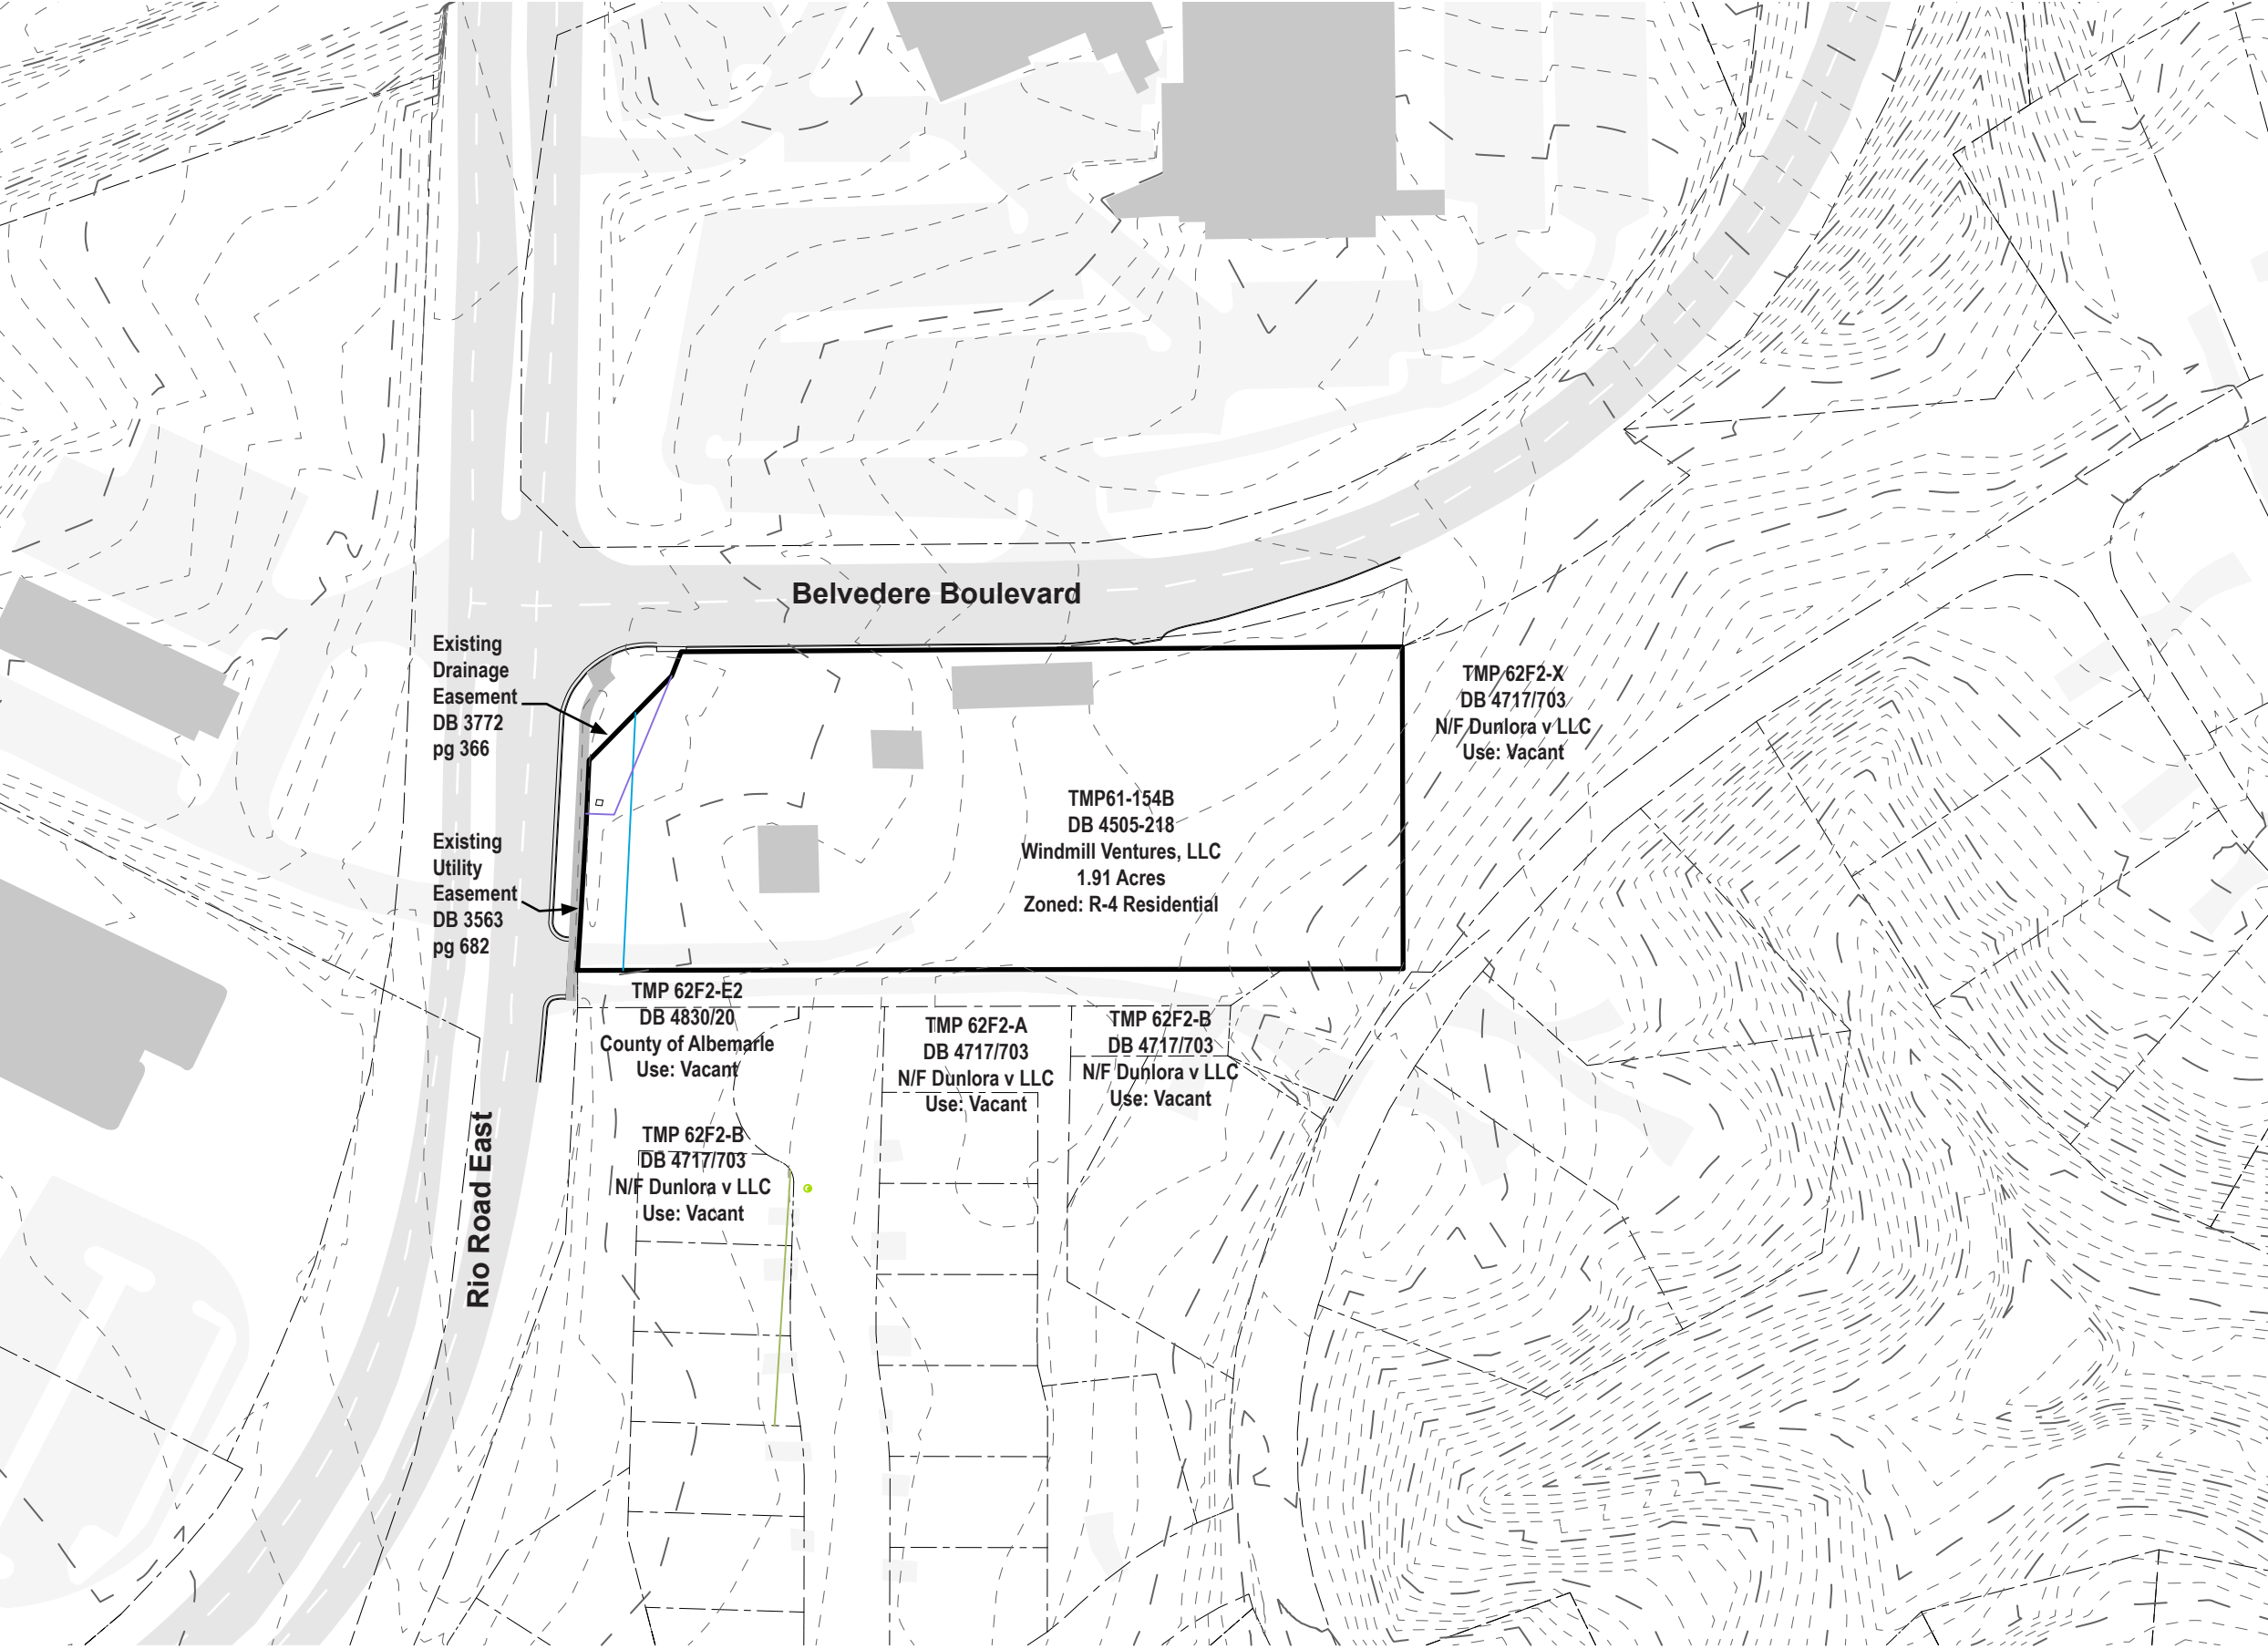 Belvedere Boulevard
Existing
Drainage
Easement
DB 3772
pg 366
TMP 62F2-X
DB 4717/703
N/F Dunlora v LLC
Use: Vacant
TMP61-154B
DB 4505-218
Windmill Ventures, LLC
1.91 Acres
Zoned: R-4 Residential
Existing
Utility
Easement
DB 3563
pg 682
TMP 62F2-E2
DB 4830/20
County of Albemarle
Use: Vacant
TMP 62F2-A
DB 4717/703
N/F Dunlora v LLC
Use: Vacant
TMP 62F2-B
DB 4717/703
N/F Dunlora v LLC
Use: Vacant
TMP 62F2-B
DB 4717/703
N/F Dunlora v LLC
Use: Vacant
Rio Road East